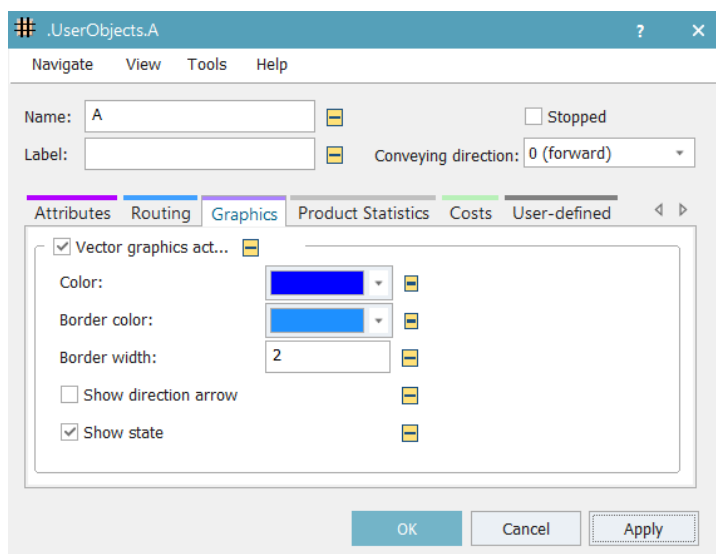 .UserObjects.A ? ×
Navigate View Tools Help
Name: A Stopped
Label: Conveying direction: 0 (forward)
Attributes Routing Graphics Product Statistics Costs User-defined
Vector graphics act...
Color:
Border color:
Border width: 2
Show direction arrow
Show state
OK Cancel Apply